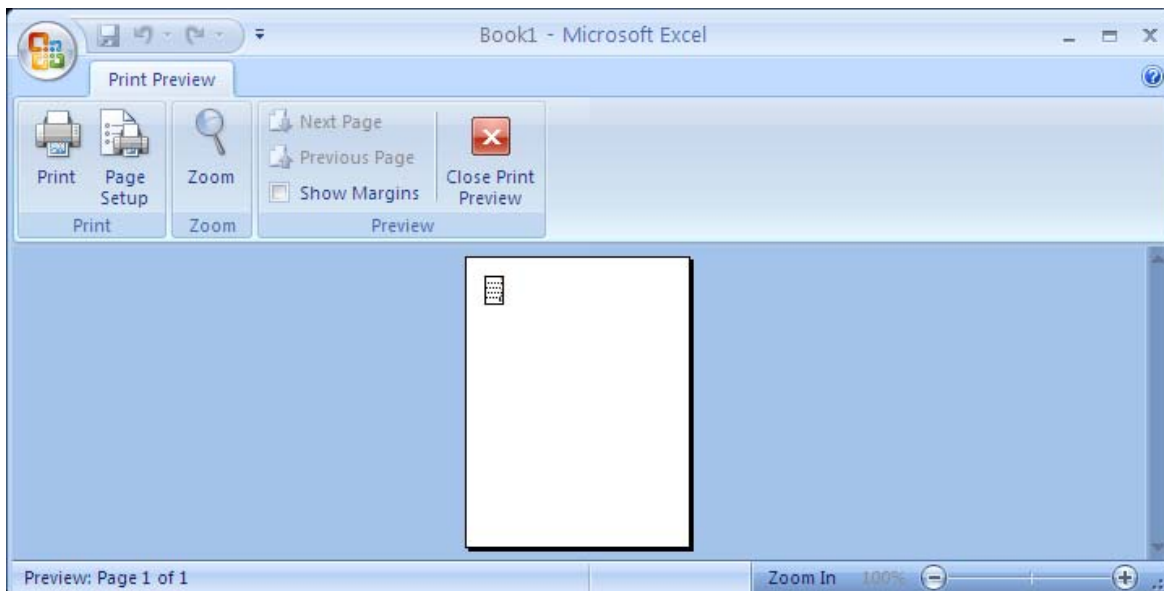 Book1 - Microsoft Excel
Print Preview
Next Page
Previous Page
Show Margins
Print
Page
Setup
Zoom
Close Print
Preview
Print
Zoom
Preview
Preview: Page 1 of 1
Zoom In
100%